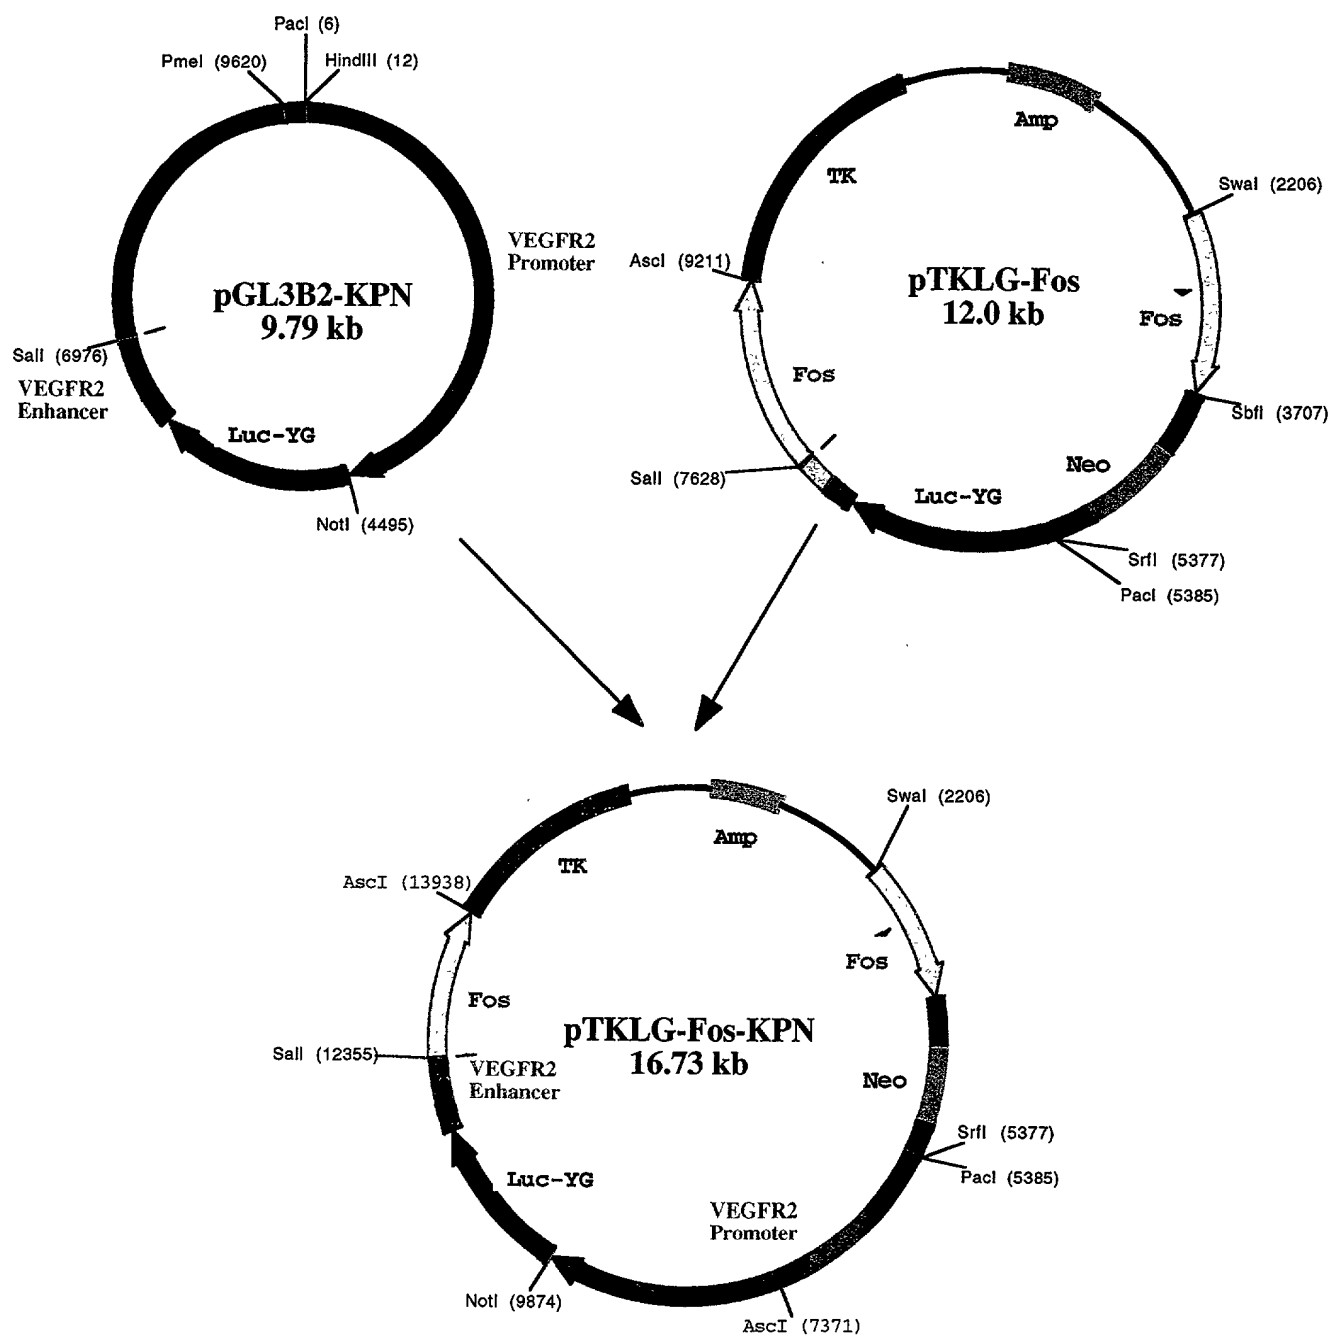 PacI (6)
PmeI (9620)
HindIII (12)
VEGFR2
Promoter
pGL3B2-KPN
9.79 kb
SalI (6976)
VEGFR2
Enhancer
Luc-YG
NotI (4495)
Amp
TK
SwaI (2206)
AscI (9211)
pTKLG-Fos
12.0 kb
Fos
Fos
SbfI (3707)
Neo
SalI (7628)
Luc-YG
SrfI (5377)
PacI (5385)
SwaI (2206)
Amp
TK
AscI (13938)
Fos
Fos
pTKLG-Fos-KPN
16.73 kb
SalI (12355)
VEGFR2
Enhancer
Neo
SrfI (5377)
PacI (5385)
Luc-YG
VEGFR2
Promoter
NotI (9874)
AscI (7371)